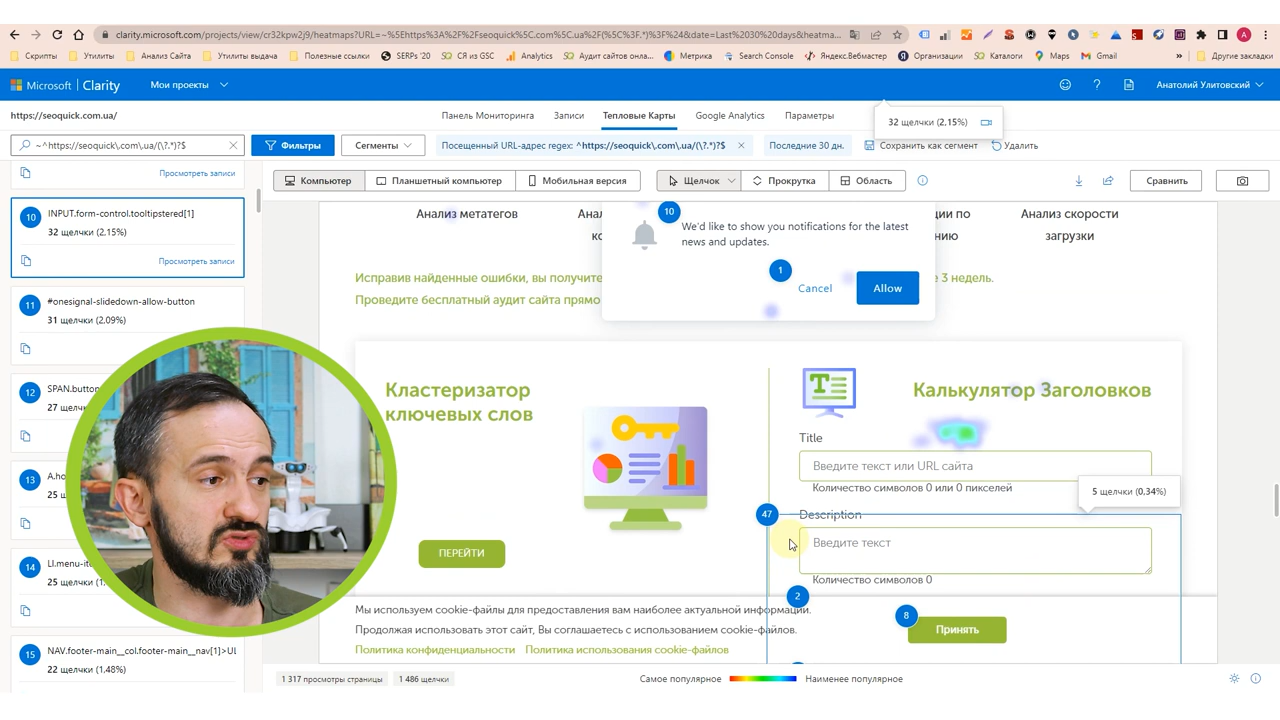 clarity.microsoft.com/projects/view/cr32kpw2j9/heatmaps?URL=~%5Ehttps%3A%2F%2Fseoquick%5C.com%5C.ua%2F(%5C%3F.*)%3F%24&date=Last%2030%20days&heatma...
Скрипты
Утилиты
Анализ Сайта
Утилиты выдача
Полезные ссылки
SERPs '20
СЯ из GSC
Analytics
Аудит сайтов онла...
Метрика
Search Console
Яндекс.Вебмастер
Организации
Каталоги
Maps
Gmail
»
Другие закладки
Microsoft | Clarity
Мои проекты
?
Анатолий Улитовский
https://seoquick.com.ua/
Панель Мониторинга
Записи
Тепловые Карты
Google Analytics
Параметры
32 щелчки (2,15%)
~^https://seoquick\.com\.ua/(\?.*)?$
Фильтры
Сегменты
Посещенный URL-адрес regex: ^https://seoquick\.com\.ua/(\?.*)?$
Последние 30 дн.
Сохранить как сегмент
Удалить
Просмотреть записи
Компьютер
Планшетный компьютер
Мобильная версия
Щелчок
Прокрутка
Область
Сравнить
10
INPUT.form-control.tooltipstered[1]
32 щелчки (2,15%)
Просмотреть записи
11
#onesignal-slidedown-allow-button
31 щелчки (2,09%)
12
SPAN.button
27
13
A.ho
25
14
LI.menu-ite
25
15
NAV.footer-main__col.footer-main__nav[1]>UL
22 щелчки (1,48%)
Анализ метатегов
Анализ скорости
загрузки
10
We'd like to show you notifications for the latest
news and updates.
1
Cancel
Allow
Исправив найденные ошибки, вы получите
е 3 недель.
Проведите бесплатный аудит сайта прямо
Кластеризатор
ключевых слов
ПЕРЕЙТИ
T
Калькулятор Заголовков
Title
Введите текст или URL сайта
Количество символов 0 или 0 пикселей
5 щелчки (0,34%)
47
Description
Введите текст
Количество символов 0
2
Мы используем cookie-файлы для предоставления вам наиболее актуальной информации.
Продолжая использовать этот сайт, Вы соглашаетесь с использованием cookie-файлов.
Политика конфиденциальности
Политика использования cookie-файлов
8
Принять
1 317 просмотры страницы
1 486 щелчки
Самое популярное
Наименее популярное